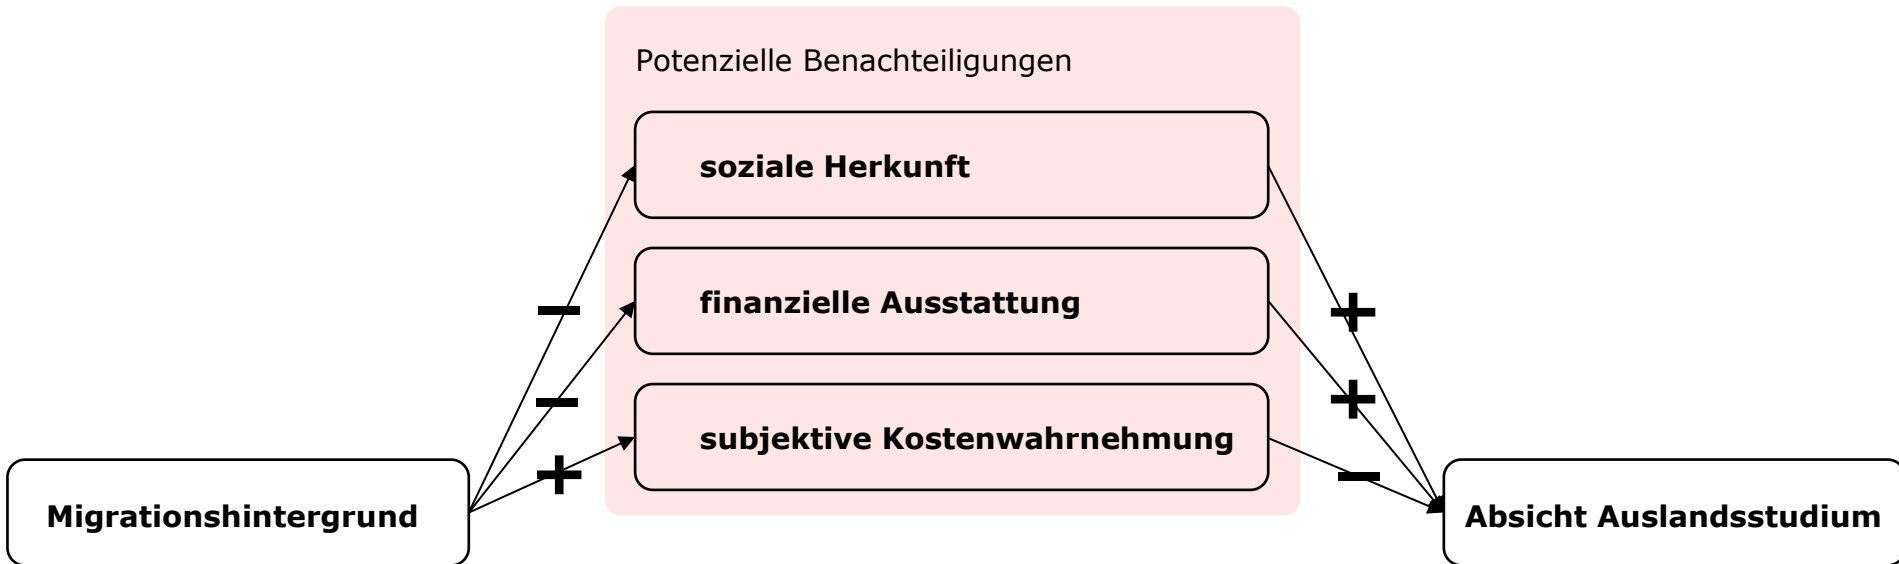 Potenzielle Benachteiligungen
soziale Herkunft
finanzielle Ausstattung
subjektive Kostenwahrnehmung
Migrationshintergrund
Absicht Auslandsstudium
−
−
+
+
+
−